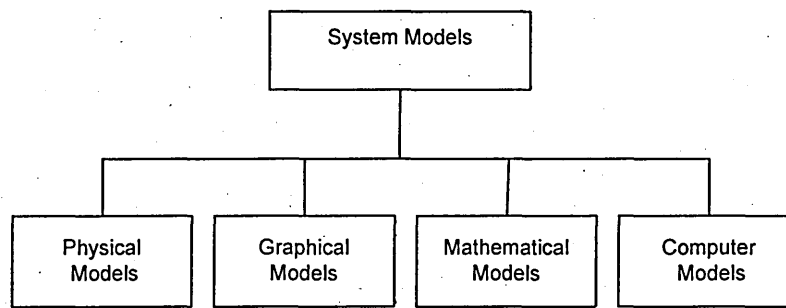 System Models
Physical
Models
Graphical
Models
Mathematical
Models
Computer
Models